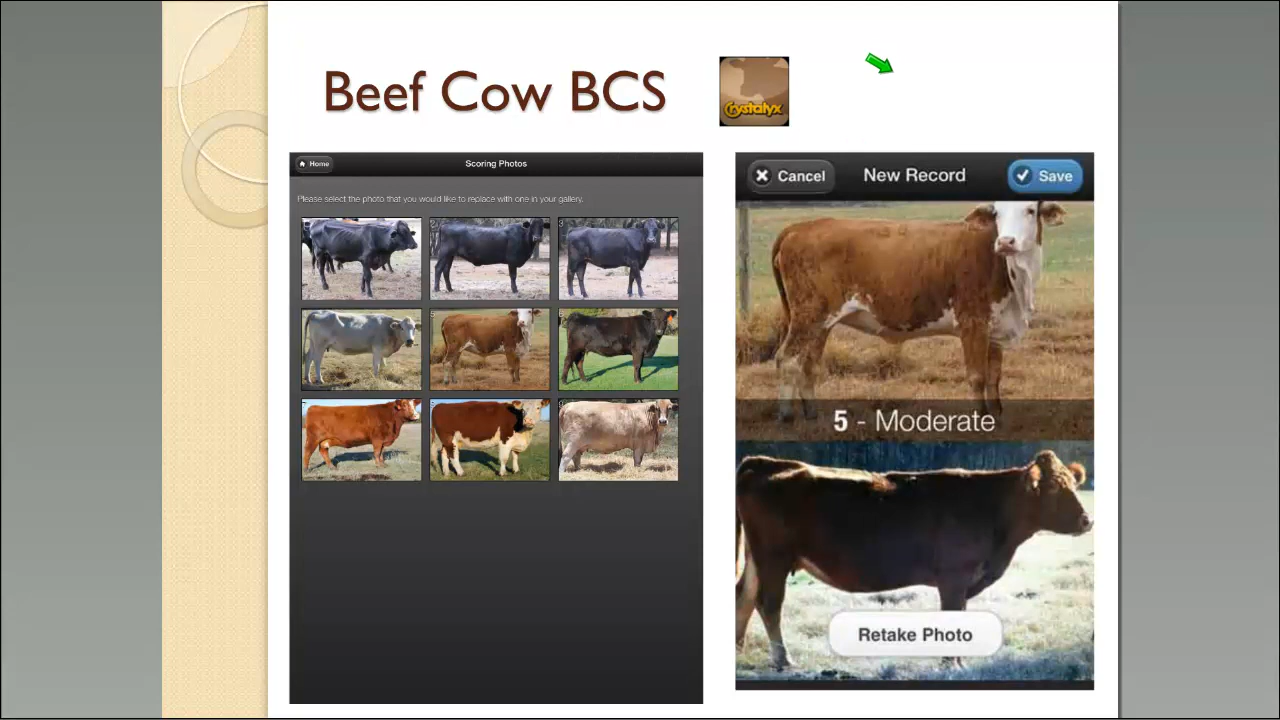 Beef Cow BCS
Crystalyx
Home
Scoring Photos
Please select the photo that you would like to replace with one in your gallery.
Cancel
New Record
Save
5 - Moderate
Retake Photo